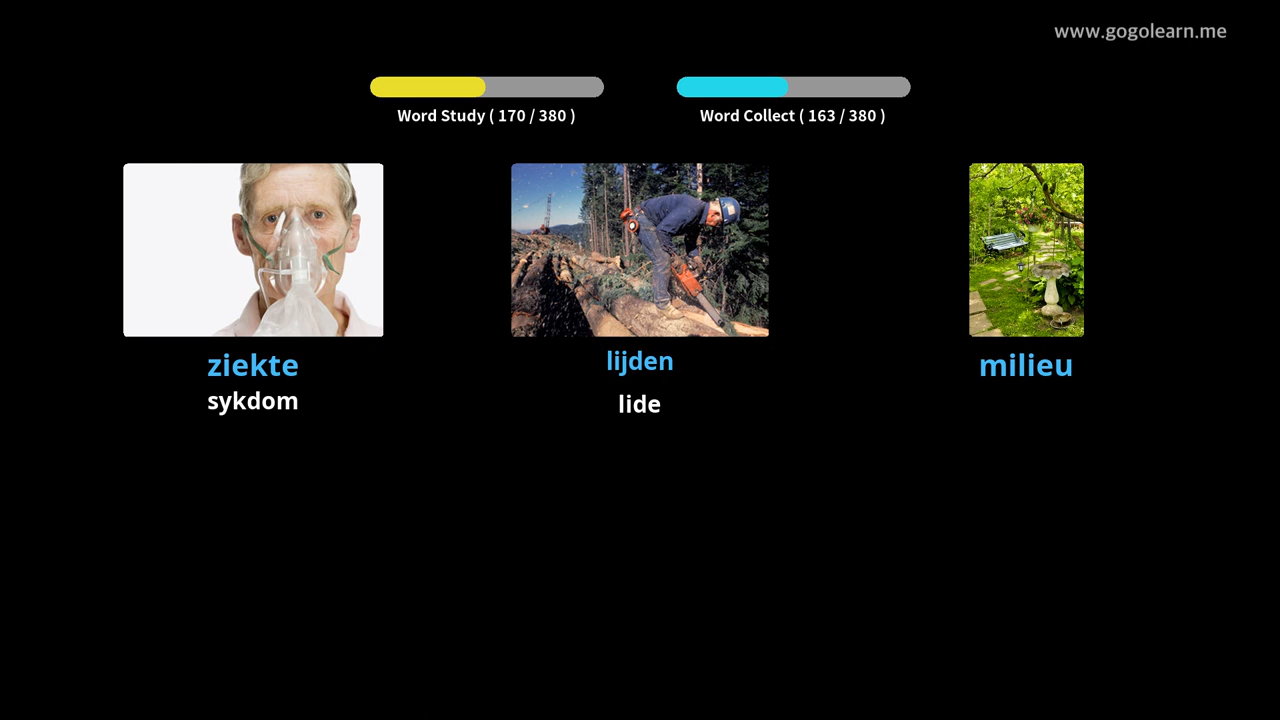 www.gogolearn.me
Word Study ( 170 / 380 )
Word Collect ( 163 / 380 )
ziekte
sykdom
lijden
lide
milieu